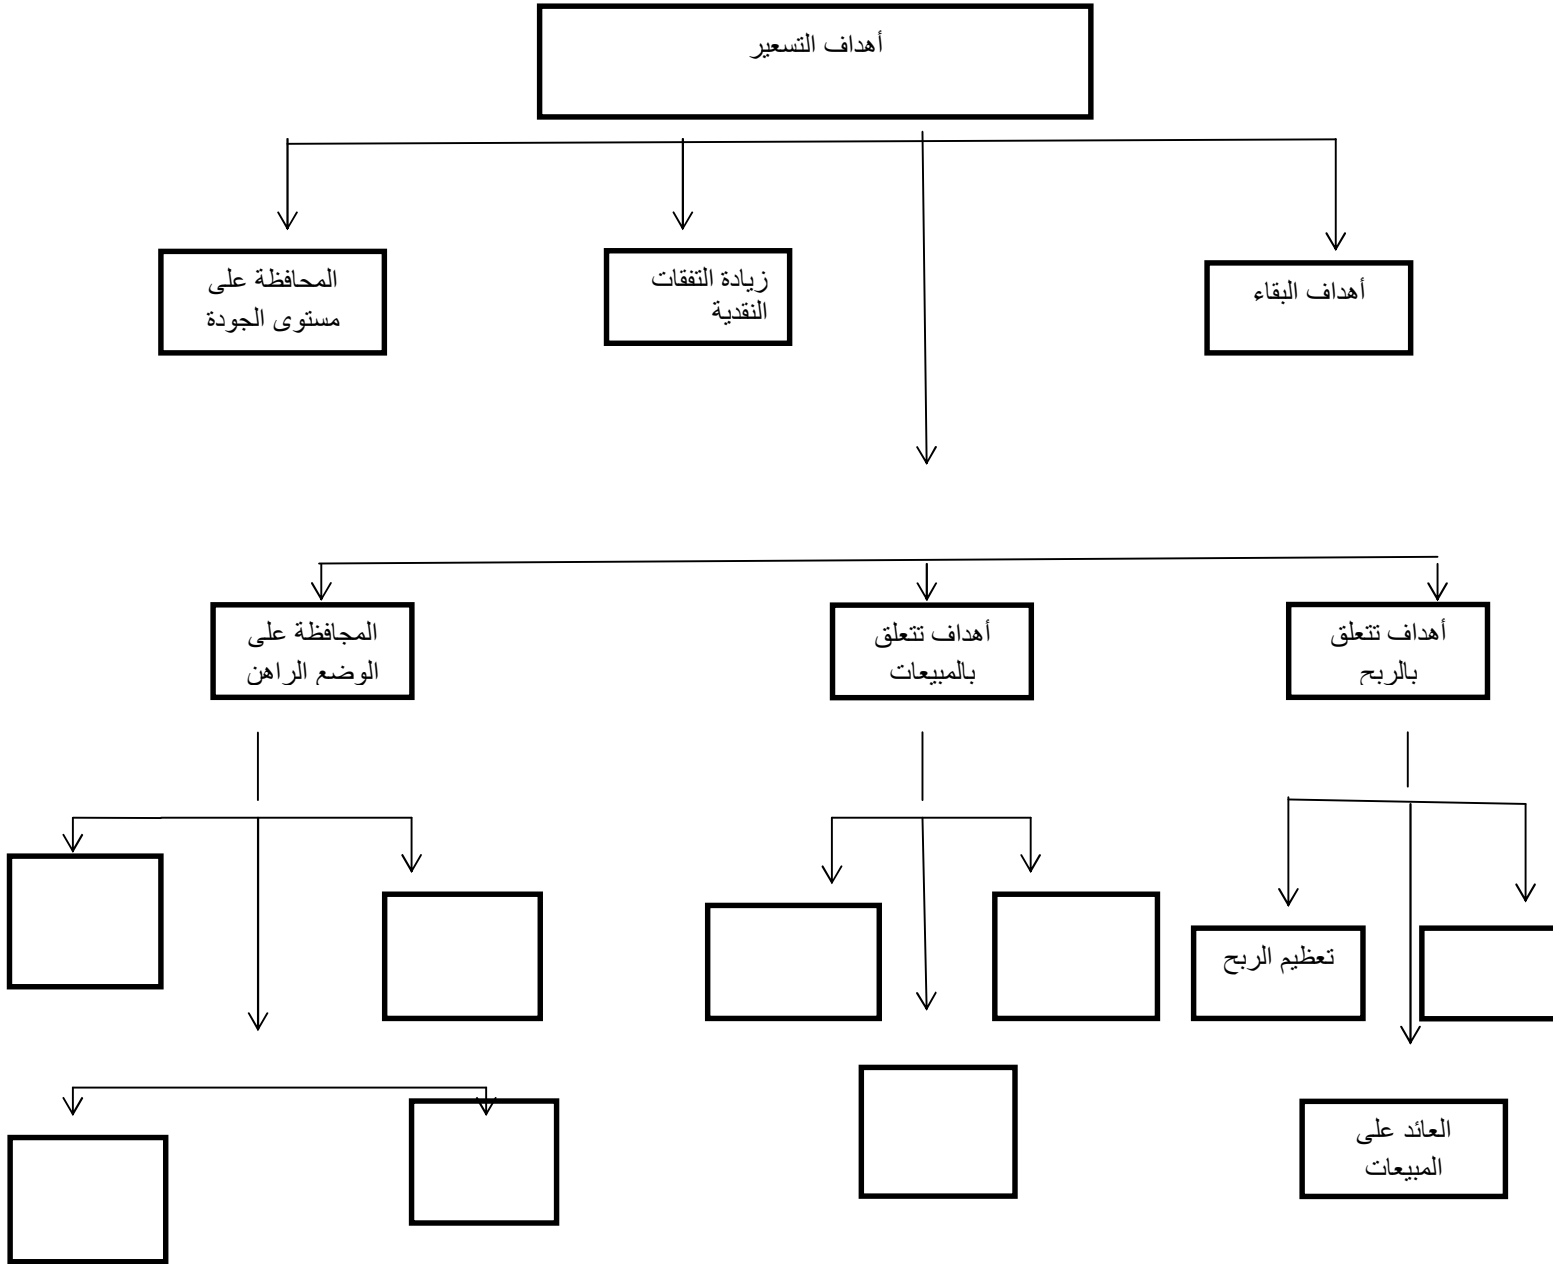 أهداف التسعير
أهداف البقاء
زيادة التفقات
النقدية
المحافظة على
مستوى الجودة
أهداف تتعلق
بالربح
أهداف تتعلق
بالمبيعات
المجافظة على
الوضع الراهن
تعظيم الربح
العائد على
المبيعات